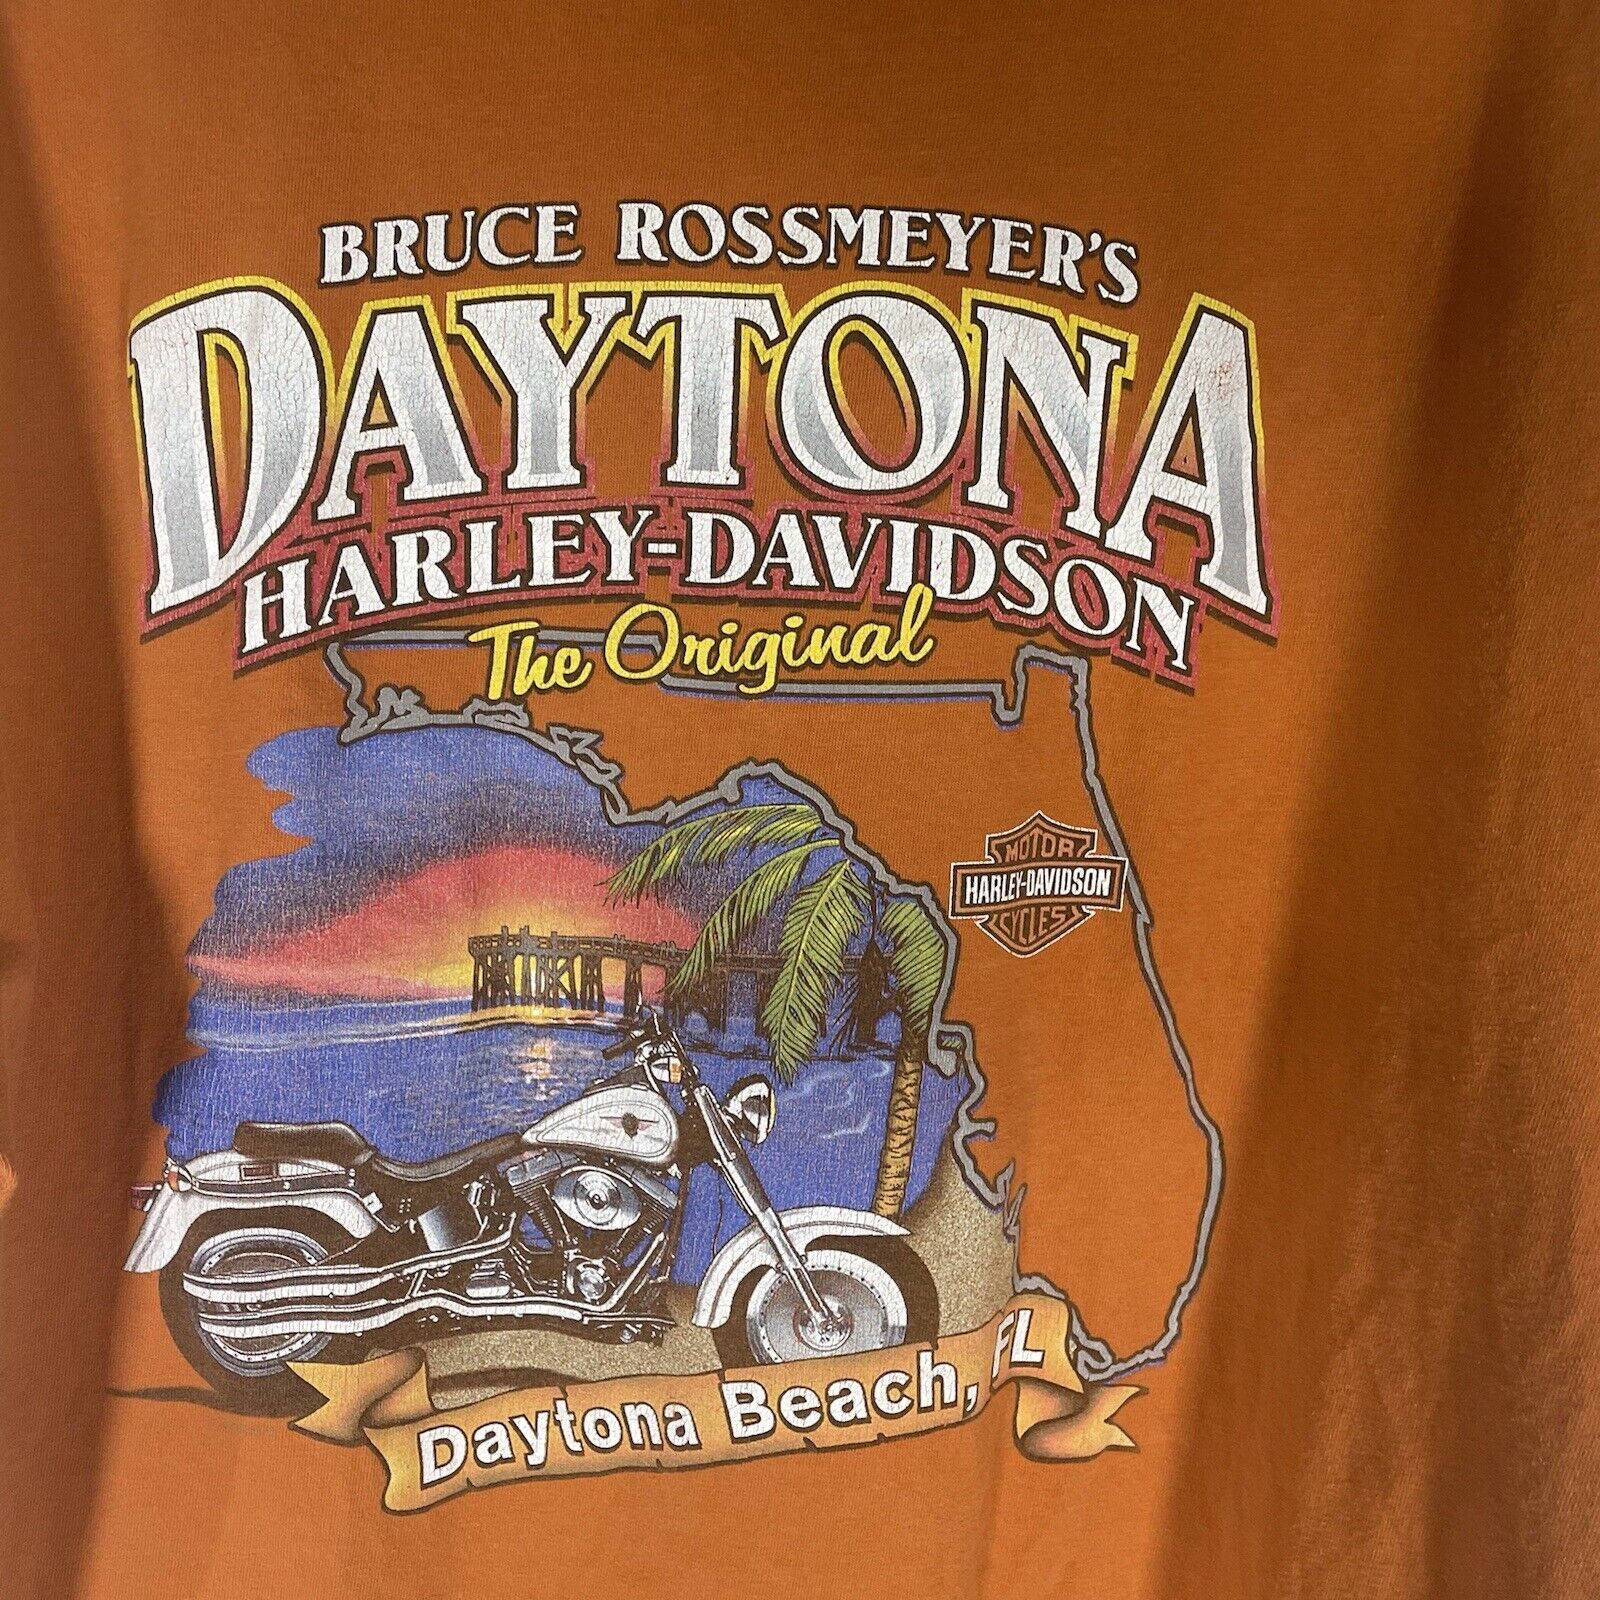 BRUCE ROSSMEYER'S
DAYTONA
HARLEY-DAVIDSON
The Original
MOTOR
HARLEY-DAVIDSON
CYCLES
Daytona Beach, FL